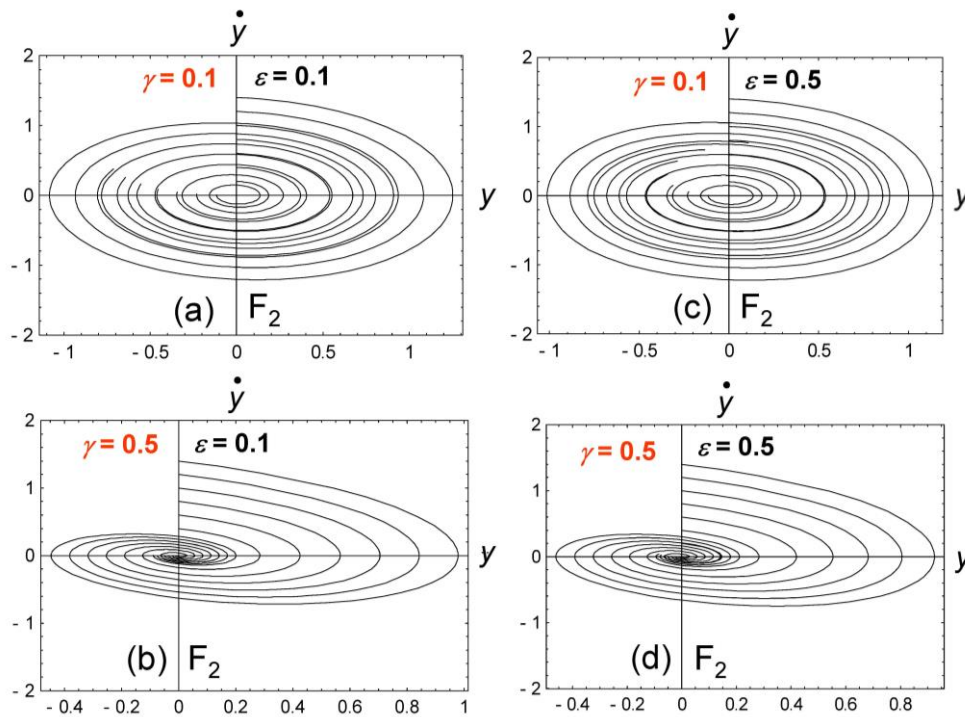 ẏ
2
γ = 0.1 ε = 0.1
1
0
y
- 1
(a) F₂
- 2
- 1 - 0.5 0 0.5 1
ẏ
2
γ = 0.1 ε = 0.5
1
0
y
- 1
(c) F₂
- 2
- 1 - 0.5 0 0.5 1
ẏ
2
γ = 0.5 ε = 0.1
1
0
y
- 1
(b) F₂
- 2
- 0.4 - 0.2 0 0.2 0.4 0.6 0.8 1
ẏ
2
γ = 0.5 ε = 0.5
1
0
y
- 1
(d) F₂
- 2
- 0.4 - 0.2 0 0.2 0.4 0.6 0.8